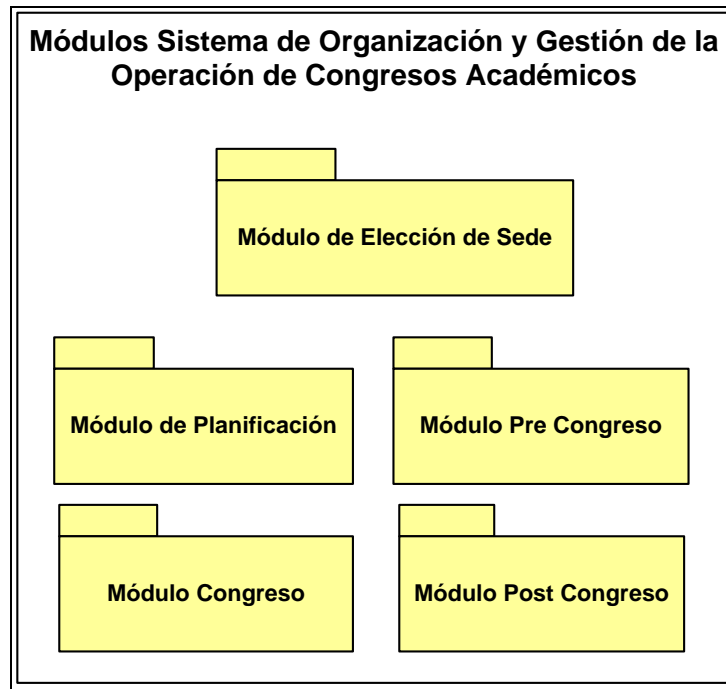 Módulos Sistema de Organización y Gestión de la
Operación de Congresos Académicos
Módulo de Elección de Sede
Módulo de Planificación
Módulo Pre Congreso
Módulo Congreso
Módulo Post Congreso